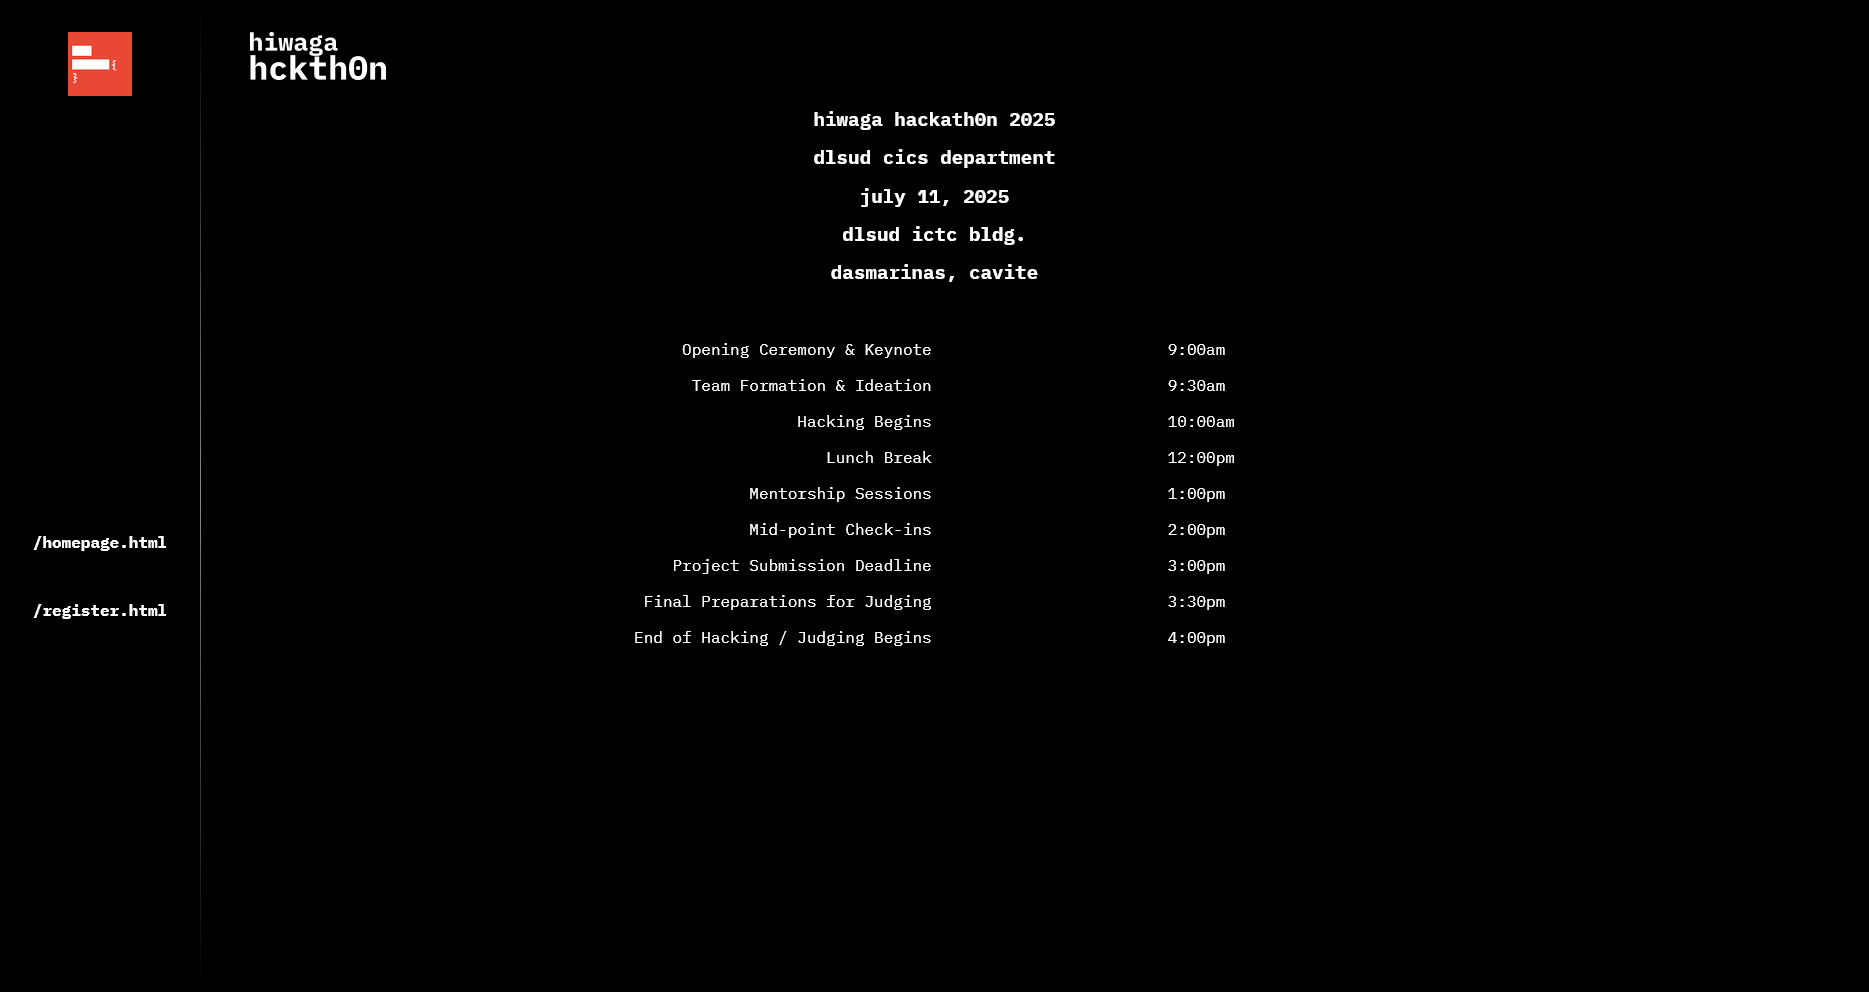 {
}
hiwaga
hckth0n
hiwaga hackath0n 2025
dlsud cics department
july 11, 2025
dlsud ictc bldg.
dasmarinas, cavite
Opening Ceremony & Keynote 9:00am
Team Formation & Ideation 9:30am
Hacking Begins 10:00am
Lunch Break 12:00pm
Mentorship Sessions 1:00pm
Mid-point Check-ins 2:00pm
Project Submission Deadline 3:00pm
Final Preparations for Judging 3:30pm
End of Hacking / Judging Begins 4:00pm
/homepage.html
/register.html